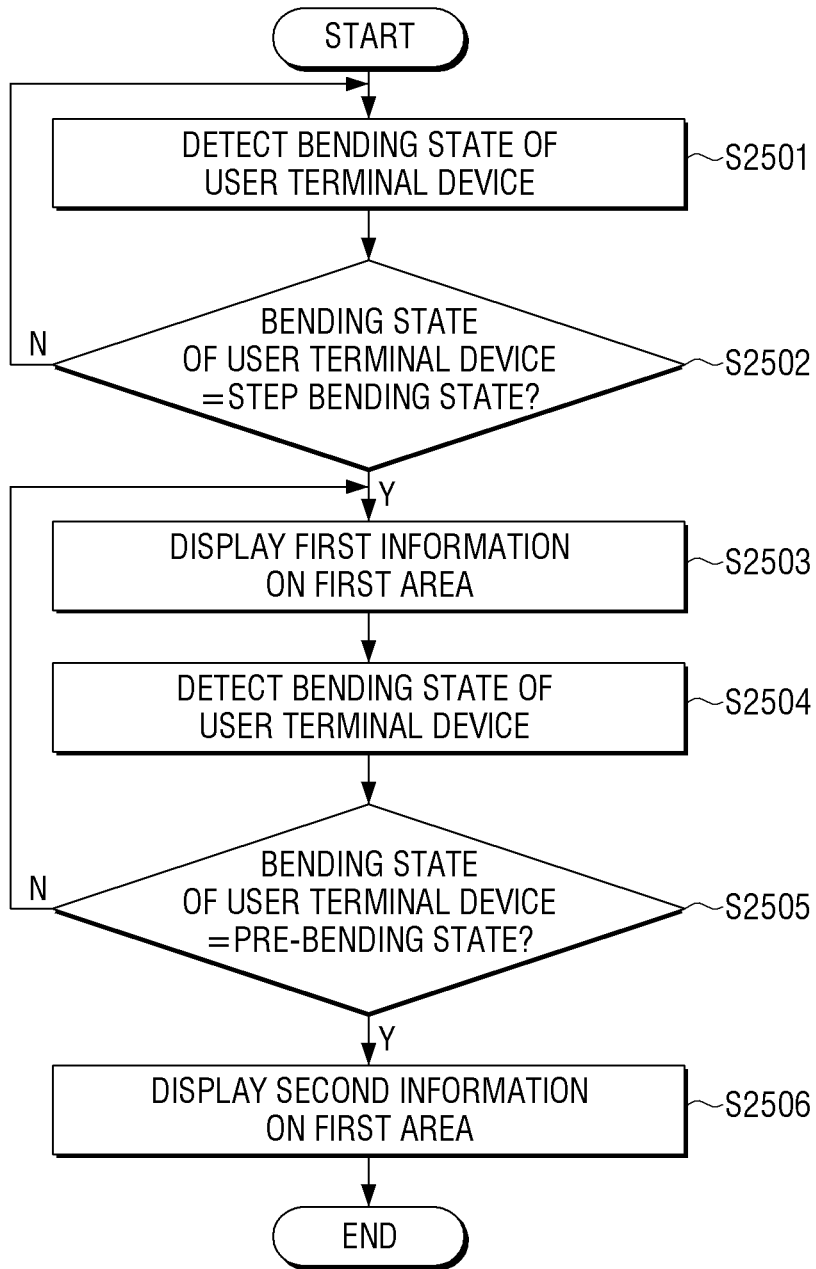 START
DETECT BENDING STATE OF
USER TERMINAL DEVICE
S2501
BENDING STATE
OF USER TERMINAL DEVICE
=STEP BENDING STATE?
N
S2502
Y
DISPLAY FIRST INFORMATION
ON FIRST AREA
S2503
DETECT BENDING STATE OF
USER TERMINAL DEVICE
S2504
BENDING STATE
OF USER TERMINAL DEVICE
=PRE-BENDING STATE?
N
S2505
Y
DISPLAY SECOND INFORMATION
ON FIRST AREA
S2506
END